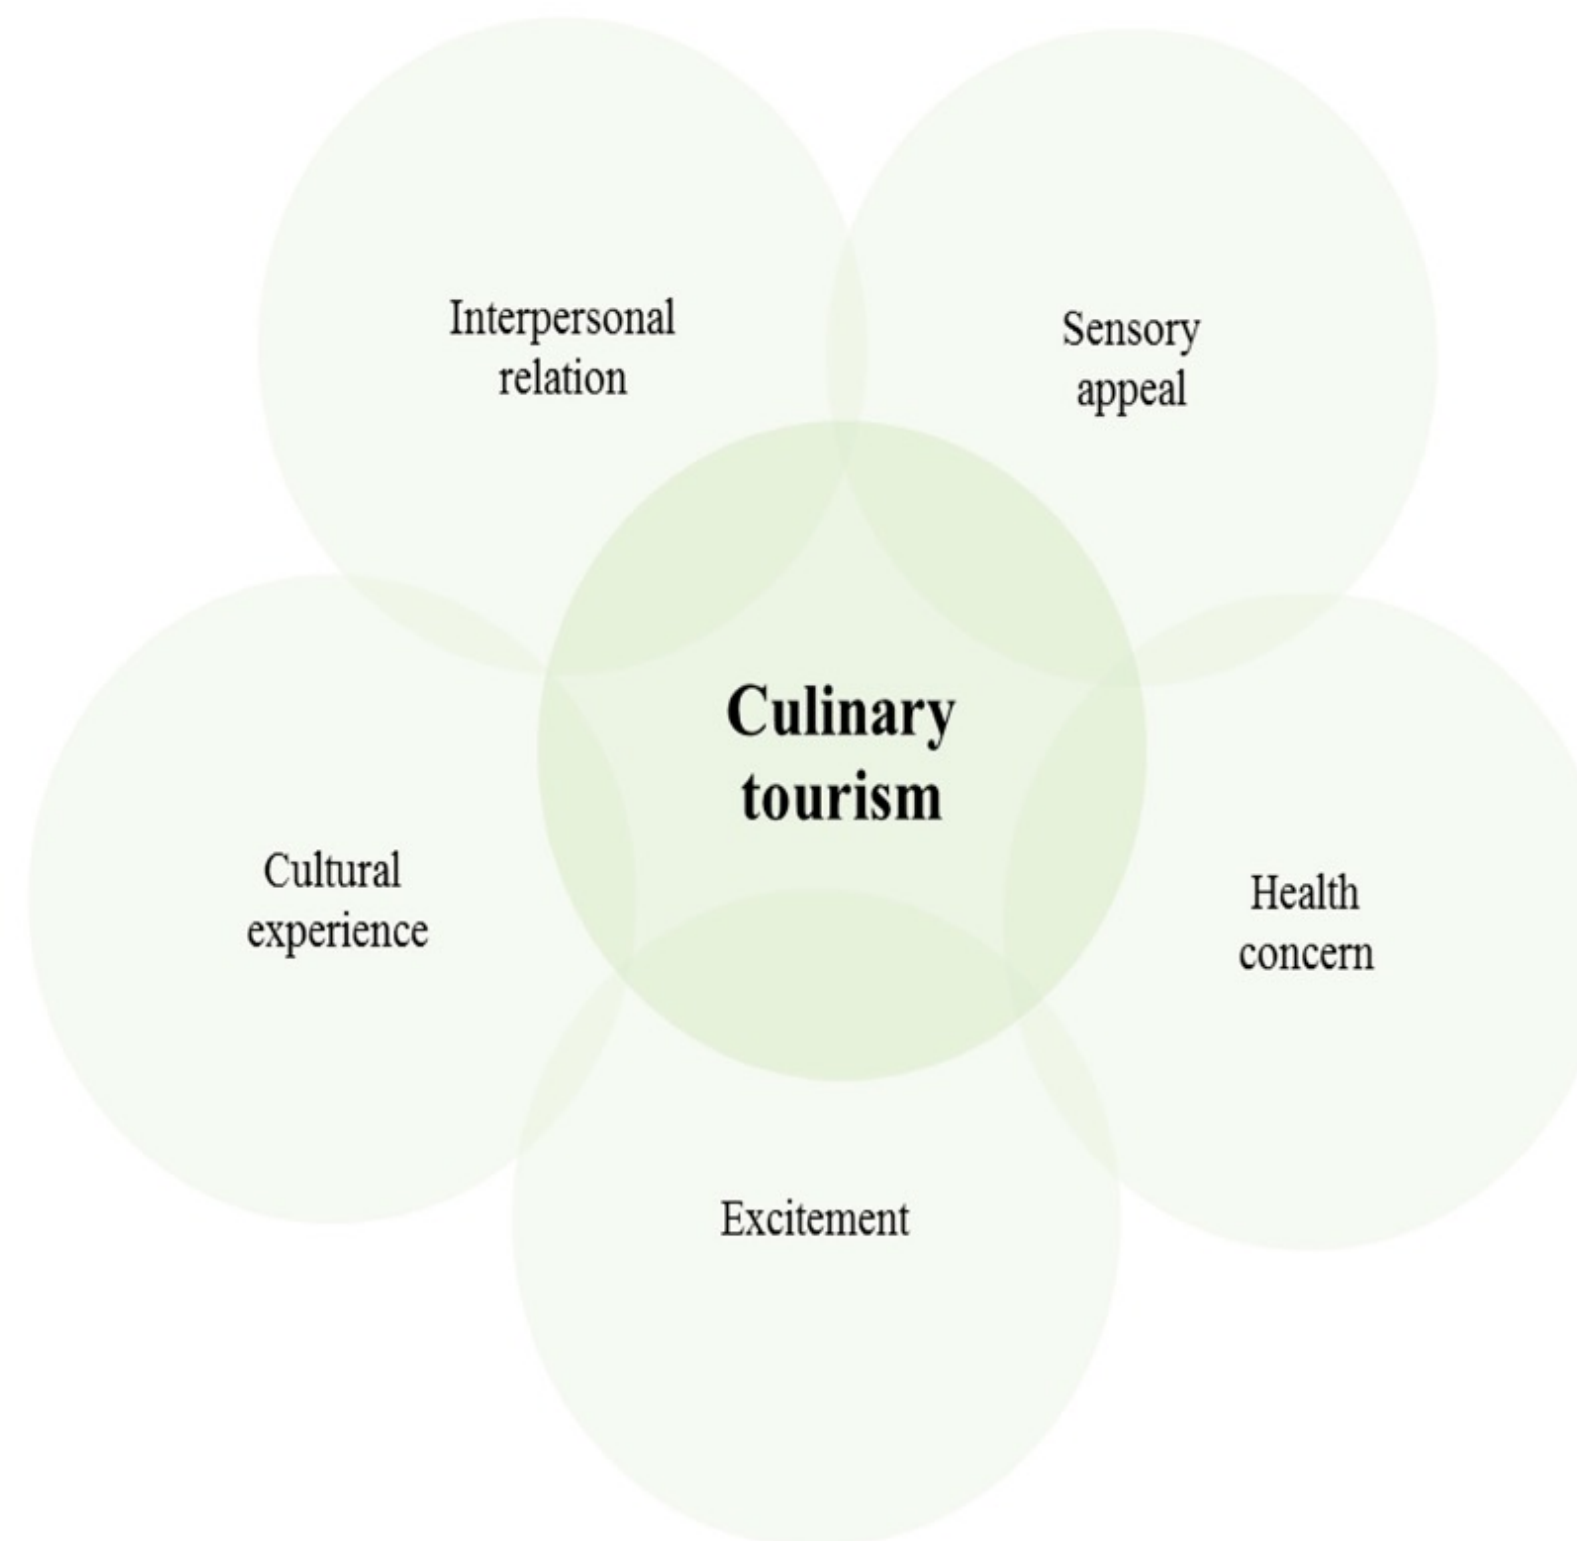 Interpersonal
relation
Sensory
appeal
Culinary
tourism
Cultural
experience
Health
concern
Excitement